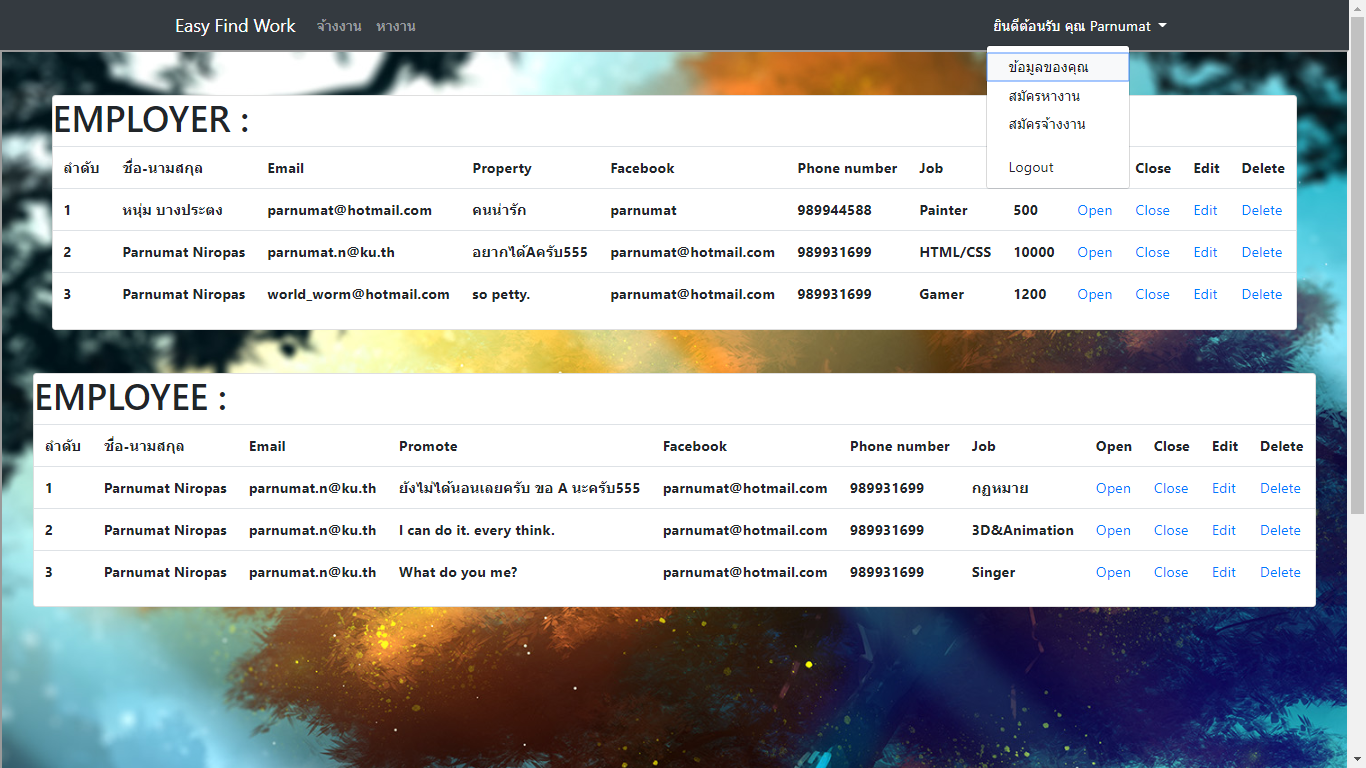 Easy Find Work จ้างงาน หางาน ยินดีต้อนรับ คุณ Parnumat
ข้อมูลของคุณ
สมัครหางาน
สมัครจ้างงาน
Logout
EMPLOYER :
ลำดับ ชื่อ-นามสกุล Email Property Facebook Phone number Job Close Edit Delete
1 หนุ่ม บางประตง parnumat@hotmail.com คนน่ารัก parnumat 989944588 Painter 500 Open Close Edit Delete
2 Parnumat Niropas parnumat.n@ku.th อยากได้Aครับ555 parnumat@hotmail.com 989931699 HTML/CSS 10000 Open Close Edit Delete
3 Parnumat Niropas world_worm@hotmail.com so petty. parnumat@hotmail.com 989931699 Gamer 1200 Open Close Edit Delete
EMPLOYEE :
ลำดับ ชื่อ-นามสกุล Email Promote Facebook Phone number Job Open Close Edit Delete
1 Parnumat Niropas parnumat.n@ku.th ยังไม่ได้นอนเลยครับ ขอ A นะครับ555 parnumat@hotmail.com 989931699 กฏหมาย Open Close Edit Delete
2 Parnumat Niropas parnumat.n@ku.th I can do it. every think. parnumat@hotmail.com 989931699 3D&Animation Open Close Edit Delete
3 Parnumat Niropas parnumat.n@ku.th What do you me? parnumat@hotmail.com 989931699 Singer Open Close Edit Delete